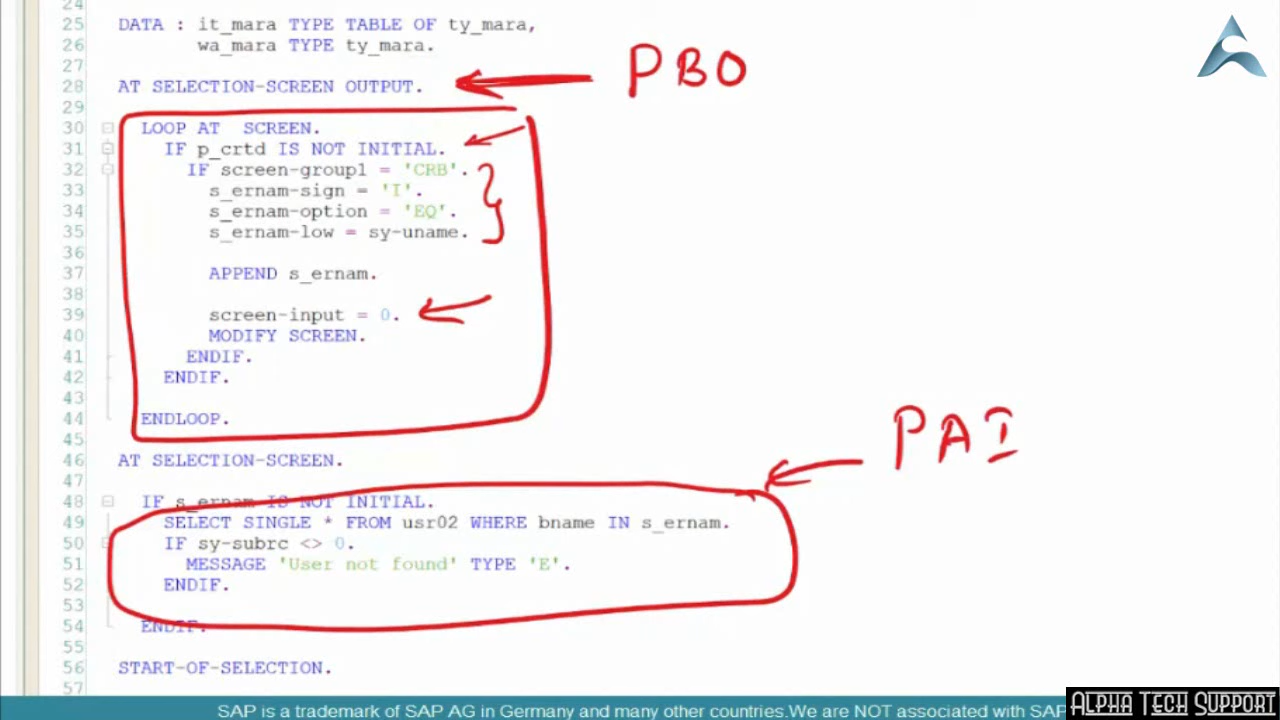 24
25 DATA : it_mara TYPE TABLE OF ty_mara,
26 wa_mara TYPE ty_mara.
27
28 AT SELECTION-SCREEN OUTPUT. PBO
29
30 LOOP AT SCREEN.
31 IF p_crtd IS NOT INITIAL.
32 IF screen-group1 = 'CRB'.
33 s_ernam-sign = 'I'.
34 s_ernam-option = 'EQ'.
35 s_ernam-low = sy-uname.
36
37 APPEND s_ernam.
38
39 screen-input = 0.
40 MODIFY SCREEN.
41 ENDIF.
42 ENDIF.
43
44 ENDLOOP.
45 PAI
46 AT SELECTION-SCREEN.
47
48 IF s_ernam IS NOT INITIAL.
49 SELECT SINGLE * FROM usr02 WHERE bname IN s_ernam.
50 IF sy-subrc <> 0.
51 MESSAGE 'User not found' TYPE 'E'.
52 ENDIF.
53
54 ENDIF.
55
56 START-OF-SELECTION.
57
SAP is a trademark of SAP AG in Germany and many other countries.We are NOT associated with SAP
ALPHA TECH SUPPORT